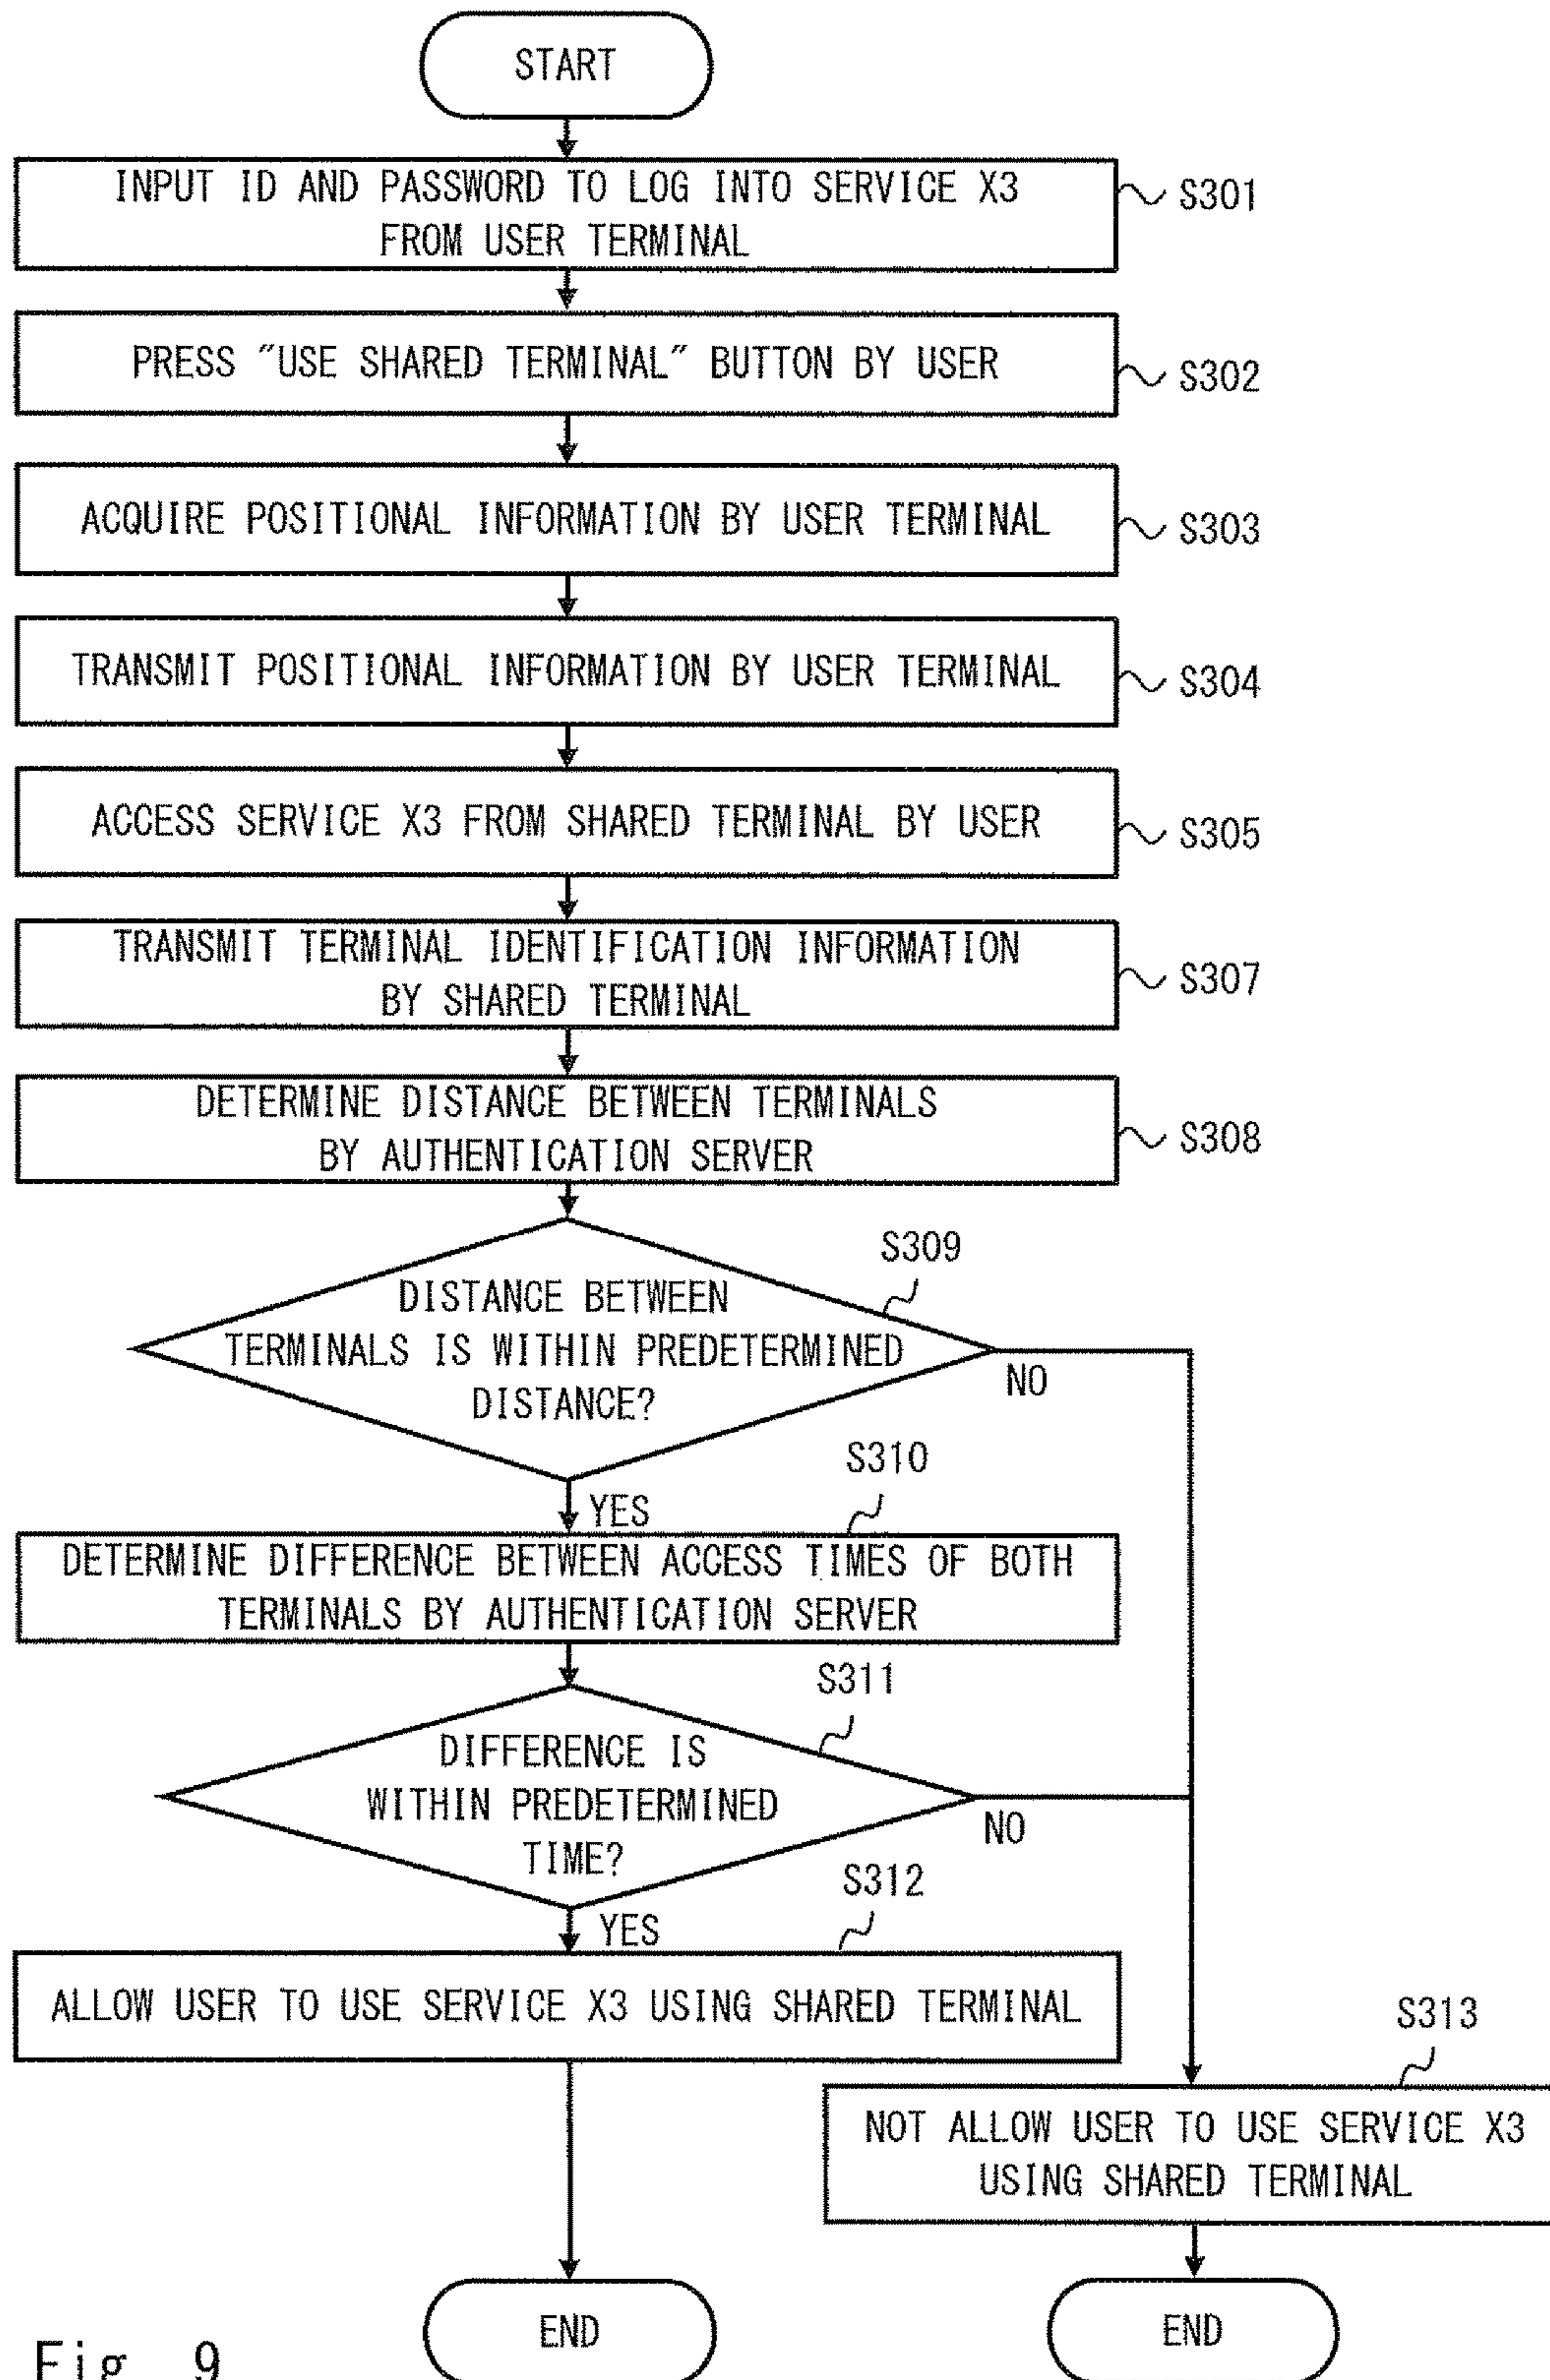 START
INPUT ID AND PASSWORD TO LOG INTO SERVICE X3
FROM USER TERMINAL
S301
PRESS "USE SHARED TERMINAL" BUTTON BY USER
S302
ACQUIRE POSITIONAL INFORMATION BY USER TERMINAL
S303
TRANSMIT POSITIONAL INFORMATION BY USER TERMINAL
S304
ACCESS SERVICE X3 FROM SHARED TERMINAL BY USER
S305
TRANSMIT TERMINAL IDENTIFICATION INFORMATION
BY SHARED TERMINAL
S307
DETERMINE DISTANCE BETWEEN TERMINALS
BY AUTHENTICATION SERVER
S308
S309
DISTANCE BETWEEN
TERMINALS IS WITHIN PREDETERMINED
DISTANCE?
NO
YES
S310
DETERMINE DIFFERENCE BETWEEN ACCESS TIMES OF BOTH
TERMINALS BY AUTHENTICATION SERVER
S311
DIFFERENCE IS
WITHIN PREDETERMINED
TIME?
NO
YES
S312
ALLOW USER TO USE SERVICE X3 USING SHARED TERMINAL
S313
NOT ALLOW USER TO USE SERVICE X3
USING SHARED TERMINAL
END
END
Fig. 9